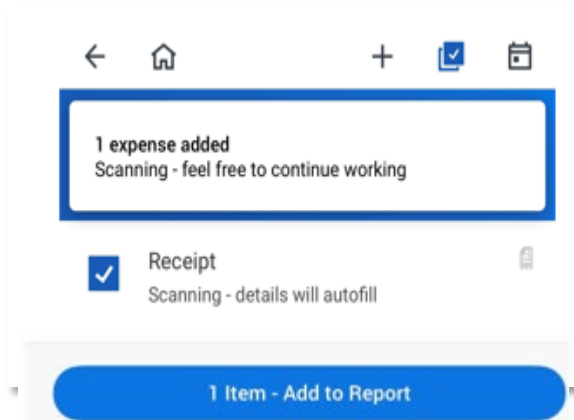 1 expense added
Scanning - feel free to continue working
Receipt
Scanning - details will autofill
1 Item - Add to Report